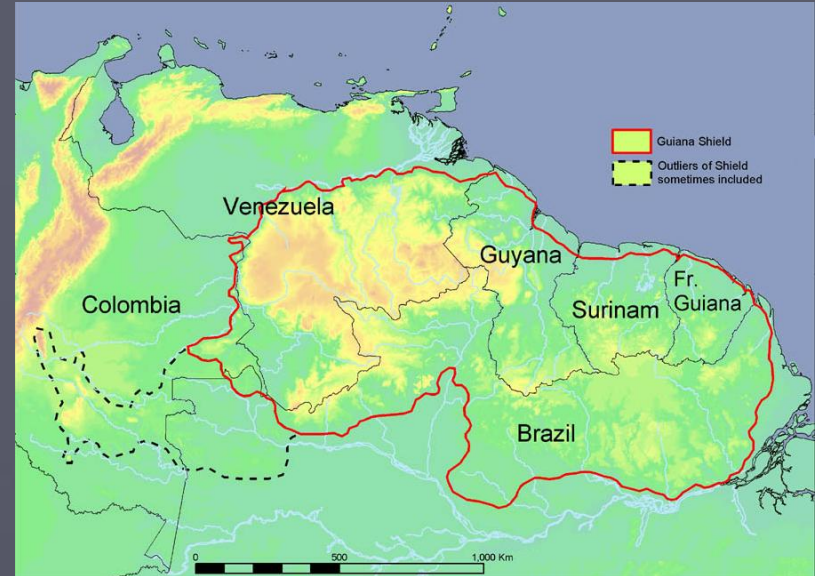 Guiana Shield
Outliers of Shield
sometimes included
Venezuela
Guyana
Fr.
Guiana
Colombia
Surinam
Brazil
0 500 1,000 Km